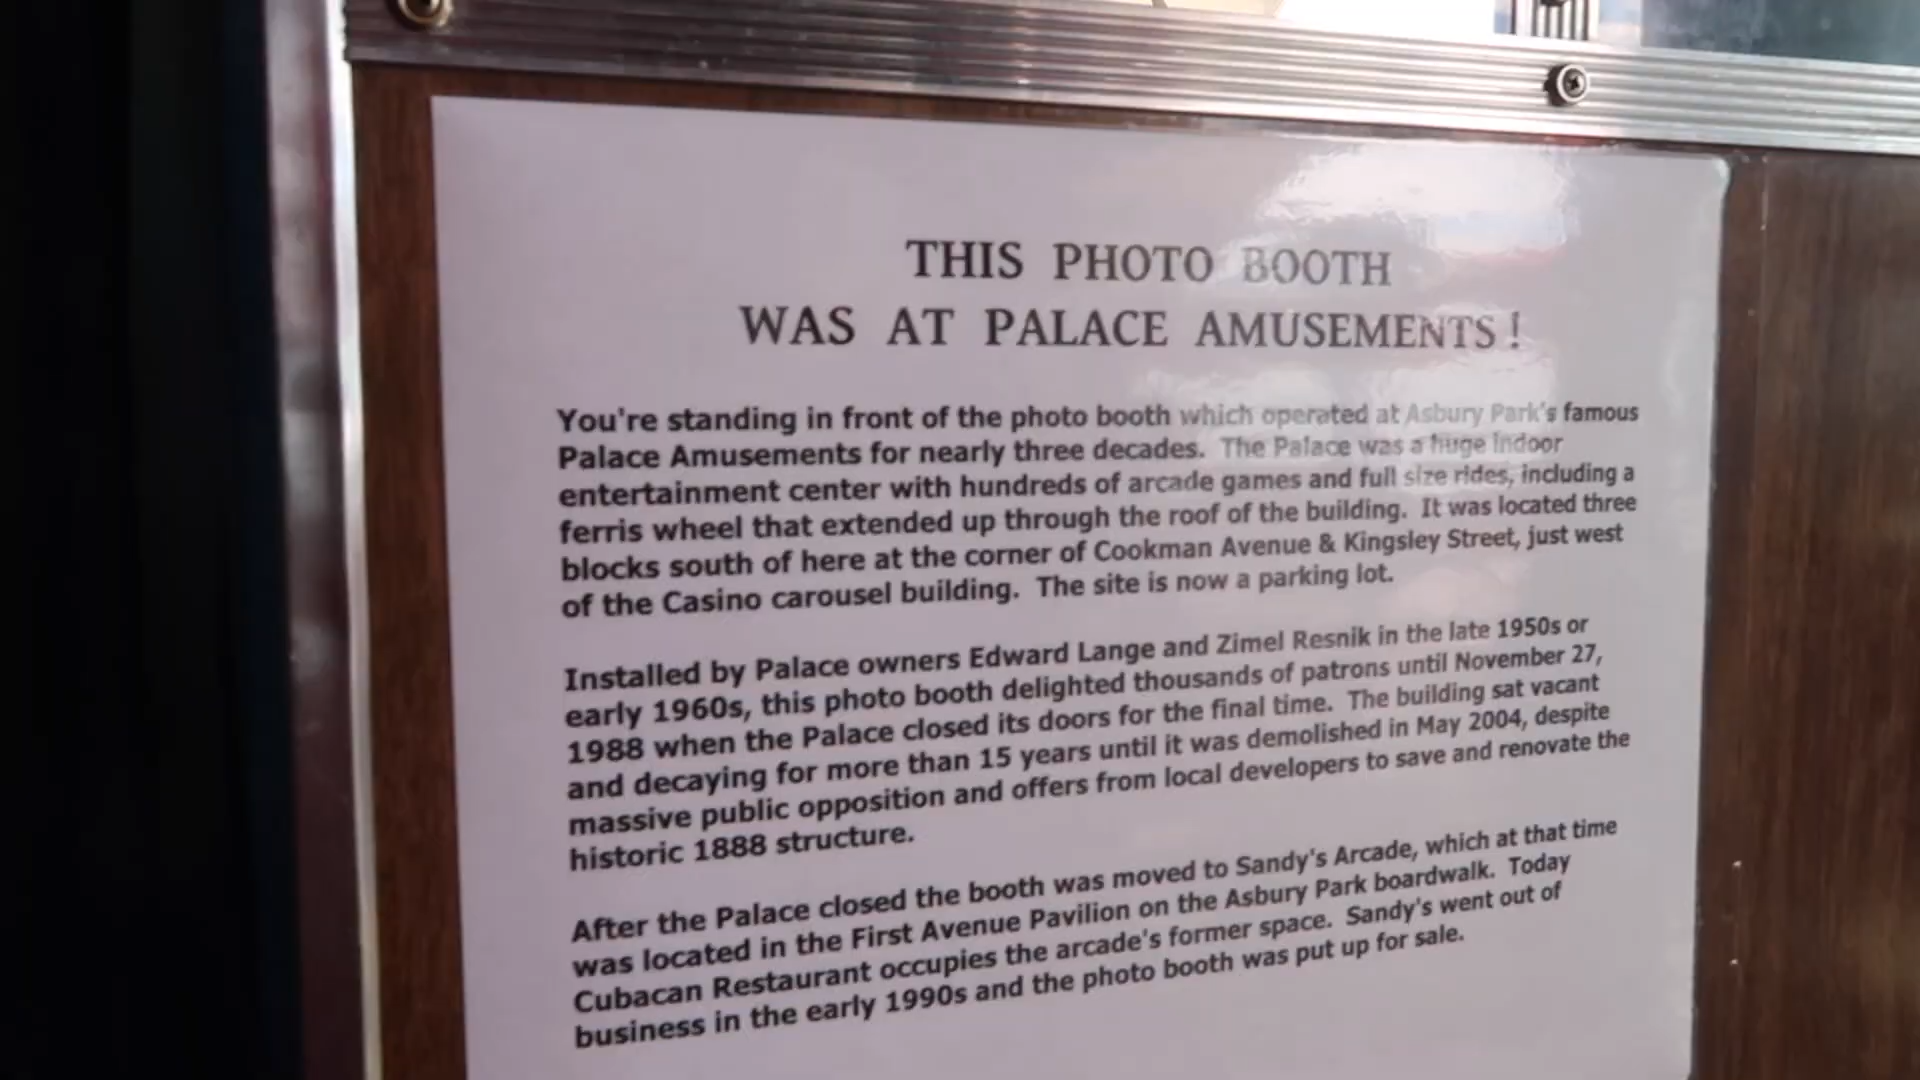 THIS PHOTO BOOTH
WAS AT PALACE AMUSEMENTS!
You're standing in front of the photo booth which operated at Asbury Park's famous
Palace Amusements for nearly three decades. The Palace was a huge indoor
entertainment center with hundreds of arcade games and full size rides, including a
ferris wheel that extended up through the roof of the building. It was located three
blocks south of here at the corner of Cookman Avenue & Kingsley Street, just west
of the Casino carousel building. The site is now a parking lot.
Installed by Palace owners Edward Lange and Zimel Resnik in the late 1950s or
early 1960s, this photo booth delighted thousands of patrons until November 27,
1988 when the Palace closed its doors for the final time. The building sat vacant
and decaying for more than 15 years until it was demolished in May 2004, despite
massive public opposition and offers from local developers to save and renovate the
historic 1888 structure.
After the Palace closed the booth was moved to Sandy's Arcade, which at that time
was located in the First Avenue Pavilion on the Asbury Park boardwalk. Today
Cubacan Restaurant occupies the arcade's former space. Sandy's went out of
business in the early 1990s and the photo booth was put up for sale.